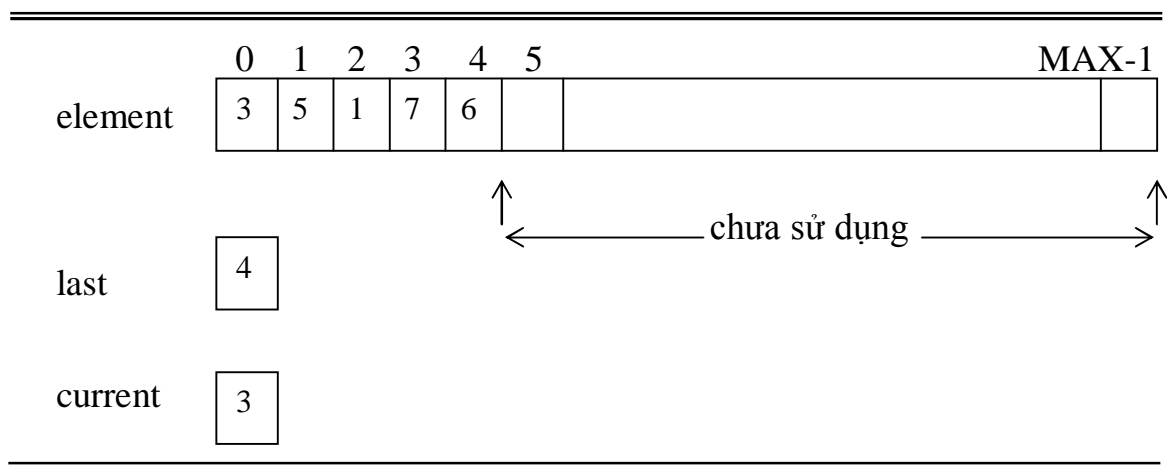 0 1 2 3 4 5 MAX-1
element 3 5 1 7 6
chưa sử dụng
last 4
current 3